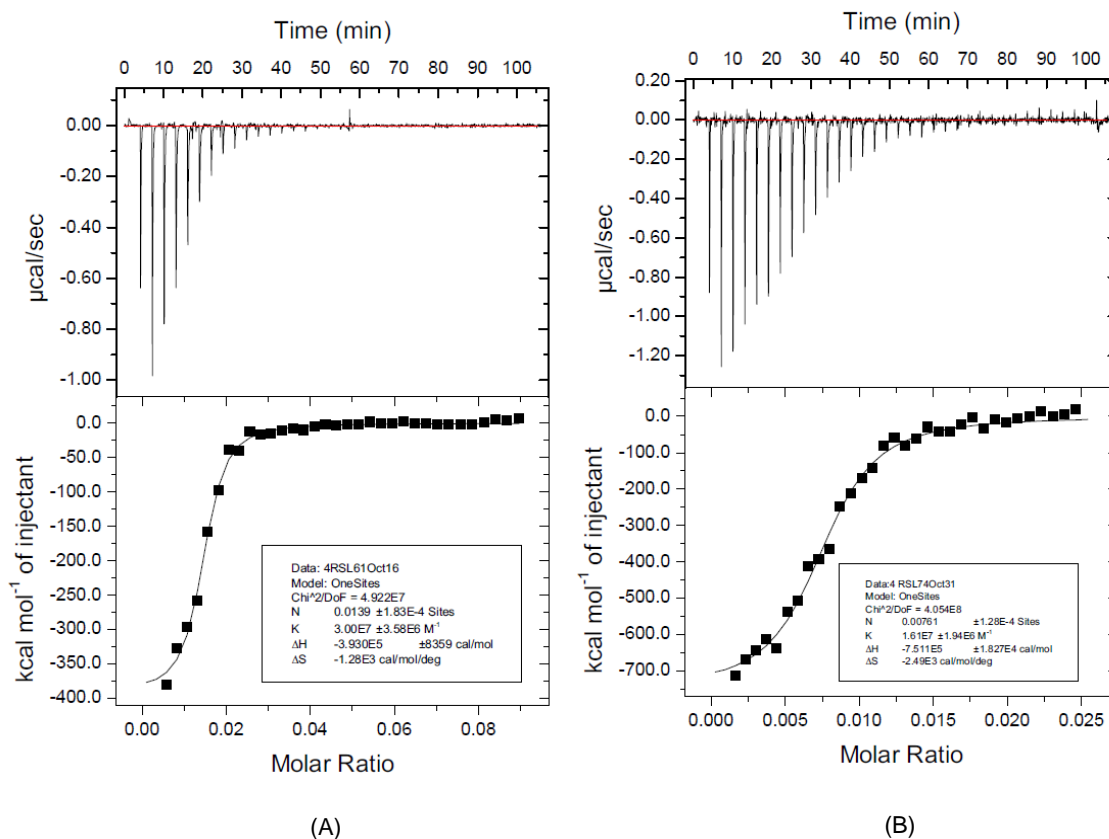 Time (min)
0 10 20 30 40 50 60 70 80 90 100
0.00
-0.20
-0.40
-0.60
-0.80
-1.00
µcal/sec
0.0
-50.0
-100.0
-150.0
-200.0
-250.0
-300.0
-350.0
-400.0
kcal mol⁻¹ of injectant
Data: 4RSL61Oct16
Model: OneSites
Chi^2/DoF = 4.922E7
N 0.0139 ±1.83E-4 Sites
K 3.00E7 ±3.58E6 M⁻¹
ΔH -3.930E5 ±8359 cal/mol
ΔS -1.28E3 cal/mol/deg
0.00 0.02 0.04 0.06 0.08
Molar Ratio
(A)
Time (min)
0 10 20 30 40 50 60 70 80 90 100
0.20
0.00
-0.20
-0.40
-0.60
-0.80
-1.00
-1.20
µcal/sec
0.0
-100.0
-200.0
-300.0
-400.0
-500.0
-600.0
-700.0
kcal mol⁻¹ of injectant
Data:4 RSL74Oct31
Model: OneSites
Chi^2/DoF = 4.054E8
N 0.00761 ±1.28E-4 Sites
K 1.61E7 ±1.94E6 M⁻¹
ΔH -7.511E5 ±1.827E4 cal/mol
ΔS -2.49E3 cal/mol/deg
0.000 0.005 0.010 0.015 0.020 0.025
Molar Ratio
(B)